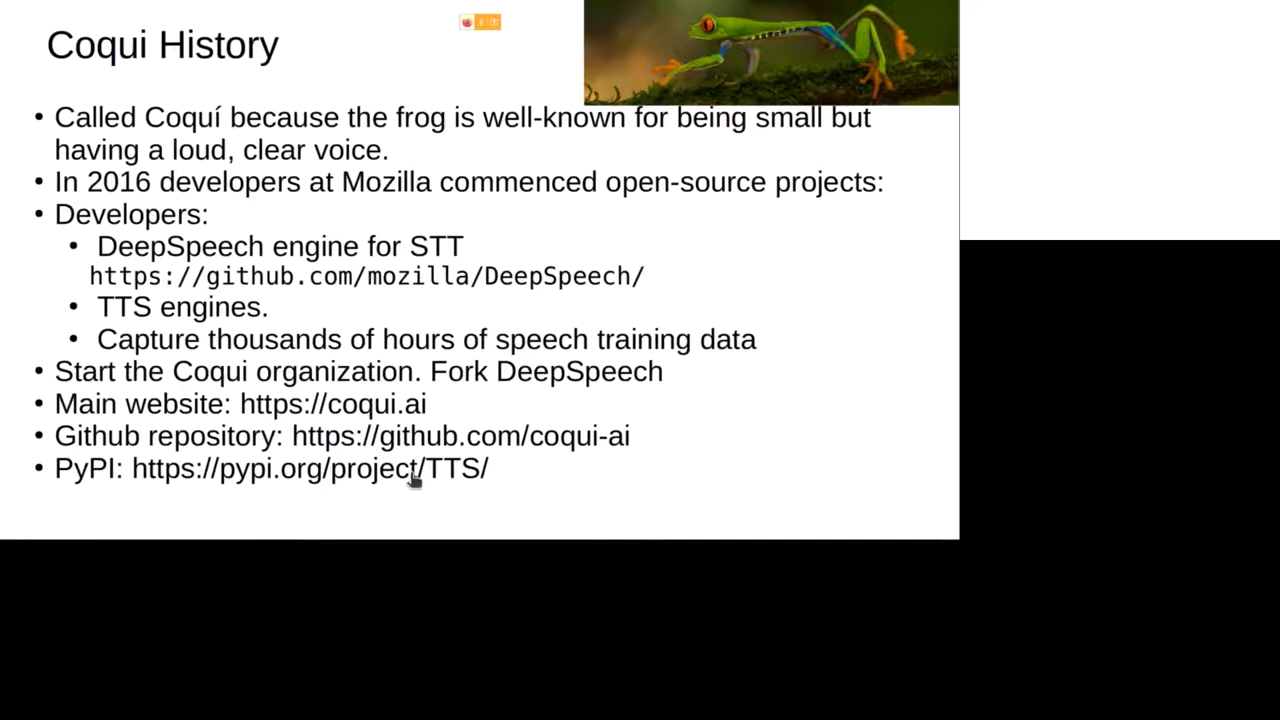 Coqui History
• Called Coquí because the frog is well-known for being small but
having a loud, clear voice.
• In 2016 developers at Mozilla commenced open-source projects:
• Developers:
• DeepSpeech engine for STT
https://github.com/mozilla/DeepSpeech/
• TTS engines.
• Capture thousands of hours of speech training data
• Start the Coqui organization. Fork DeepSpeech
• Main website: https://coqui.ai
• Github repository: https://github.com/coqui-ai
• PyPI: https://pypi.org/project/TTS/